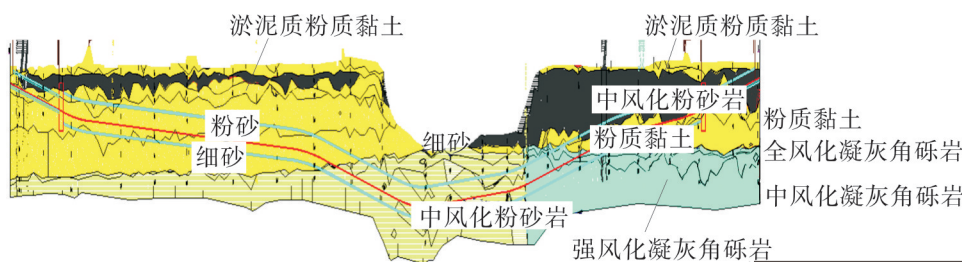 淤泥质粉质黏土
淤泥质粉质黏土
中风化粉砂岩
粉砂
细砂
粉质黏土
粉质黏土
细砂
全风化凝灰角砾岩
中风化凝灰角砾岩
中风化粉砂岩
强风化凝灰角砾岩